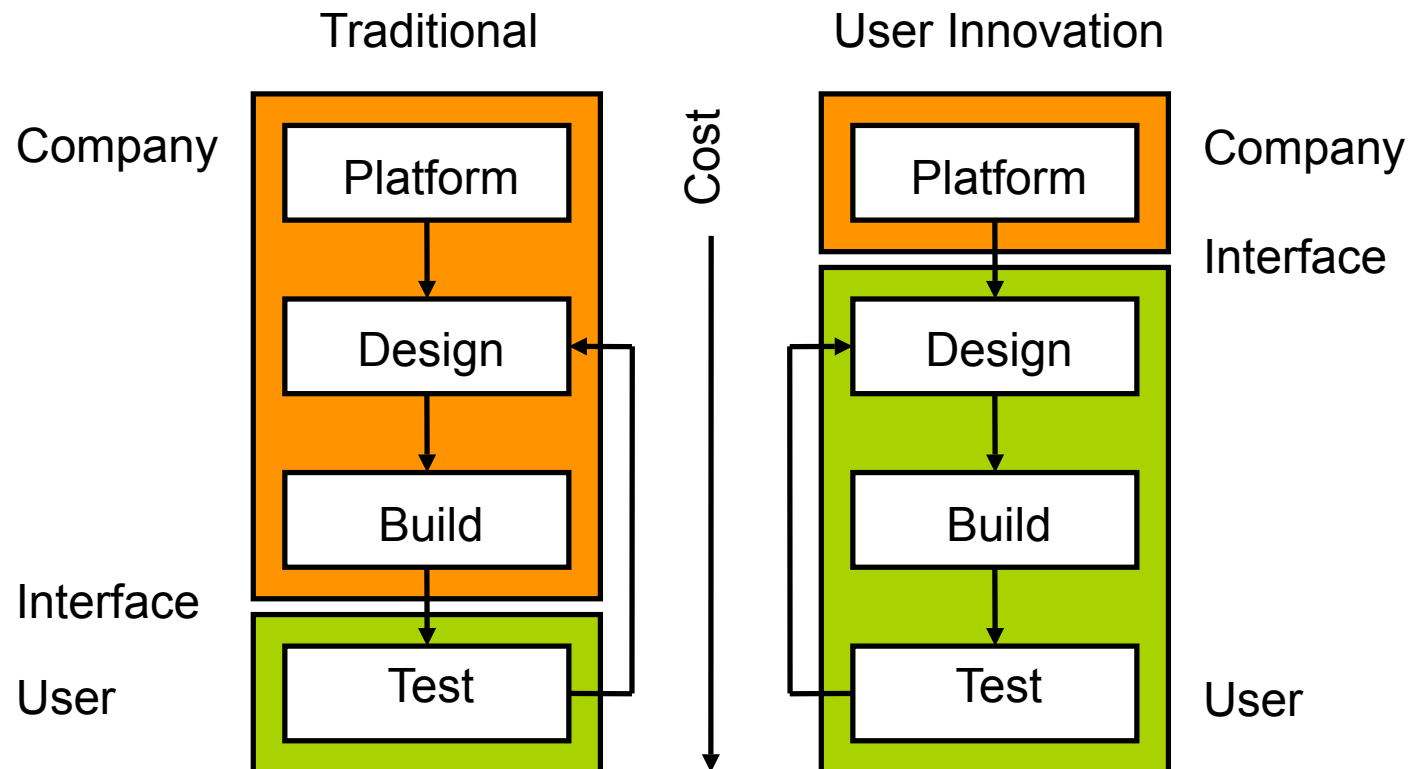 Traditional
User Innovation
Company
Platform
Design
Build
Interface
Test
User
Cost
Platform
Company
Interface
Design
Build
Test
User